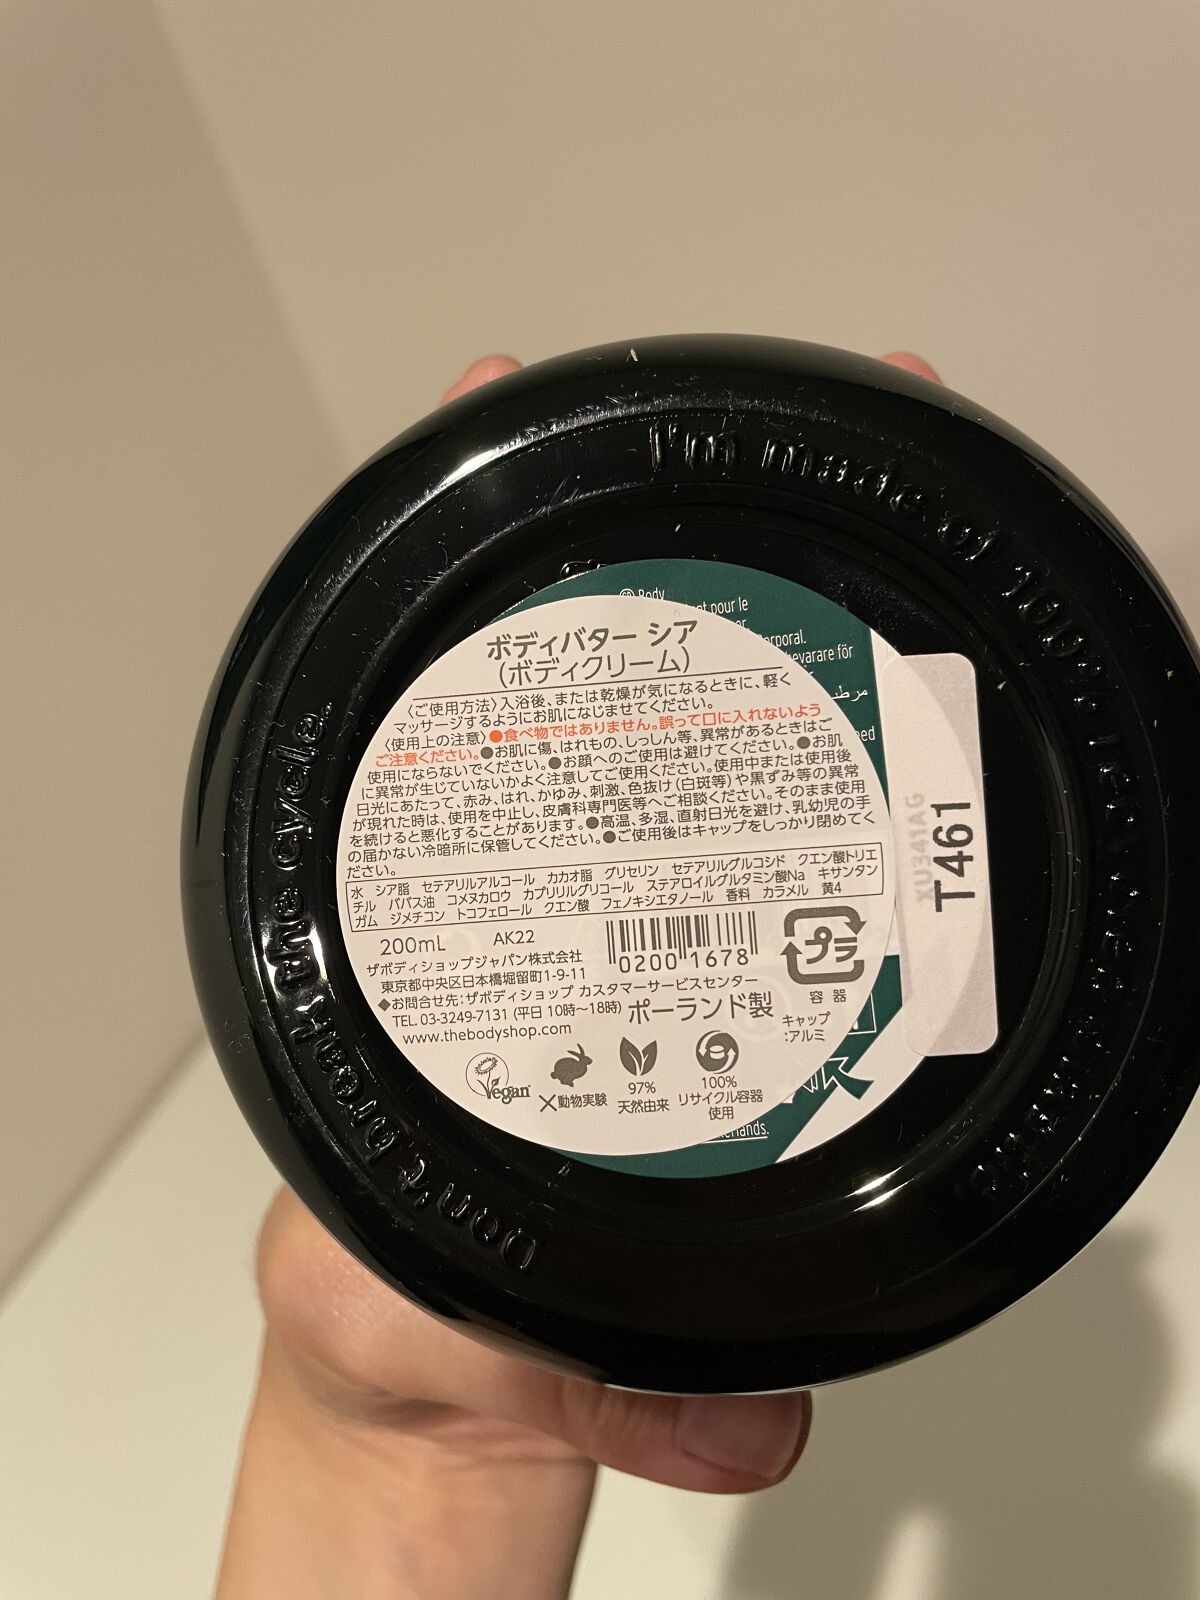 I'm made of 100% recycled plastic.
Don't break the cycle.
Body
pour le
orporal.
bevarare för
مرطب
eed
ボディバター シア
(ボディクリーム)
〈ご使用方法〉入浴後、または乾燥が気になるときに、軽く
マッサージするようにお肌になじませてください。
〈使用上の注意〉●食べ物ではありません。誤って口に入れないよう
ご注意ください。●お肌に傷、はれもの、しっしん等、異常があるときはご
使用にならないでください。●お顔へのご使用は避けてください。●お肌
に異常が生じていないかよく注意してご使用ください。使用中または使用後
日光にあたって、赤み、はれ、かゆみ、刺激、色抜け(白斑等)や黒ずみ等の異常
が現れた時は、使用を中止し、皮膚科専門医等へご相談ください。そのまま使用
を続けると悪化することがあります。●高温、多湿、直射日光を避け、乳幼児の手
の届かない冷暗所に保管してください。●ご使用後はキャップをしっかり閉めてく
ださい。
水 シア脂 セテアリルアルコール カカオ脂 グリセリン セテアリルグルコシド クエン酸トリエ
チル ババス油 コメヌカロウ カプリリルグリコール ステアロイルグルタミン酸Na キサンタン
ガム ジメチコン トコフェロール クエン酸 フェノキシエタノール 香料 カラメル 黄4
200mL AK22
0200 1678
プラ
容器
キャップ
:アルミ
ザボディショップジャパン株式会社
東京都中央区日本橋堀留町1-9-11
◆お問合せ先:ザボディショップ カスタマーサービスセンター
TEL. 03-3249-7131 (平日 10時〜18時) ポーランド製
www.thebodyshop.com
Vegan
×動物実験
97%
天然由来
100%
リサイクル容器
使用
erlands.
XU341AG
T461